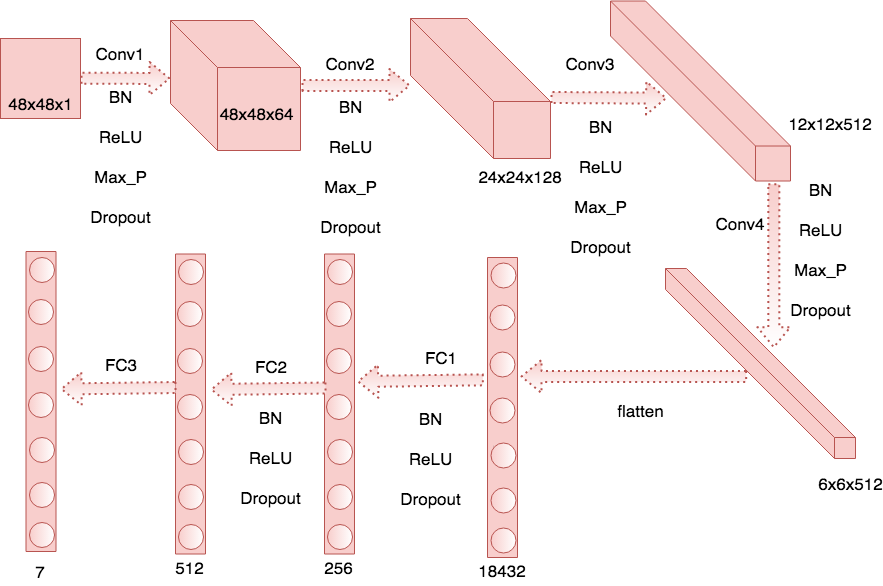 48x48x1
Conv1
BN
ReLU
Max_P
Dropout
48x48x64
Conv2
BN
ReLU
Max_P
Dropout
24x24x128
Conv3
BN
ReLU
Max_P
Dropout
12x12x512
Conv4
BN
ReLU
Max_P
Dropout
6x6x512
flatten
18432
FC1
BN
ReLU
Dropout
256
FC2
BN
ReLU
Dropout
512
FC3
7